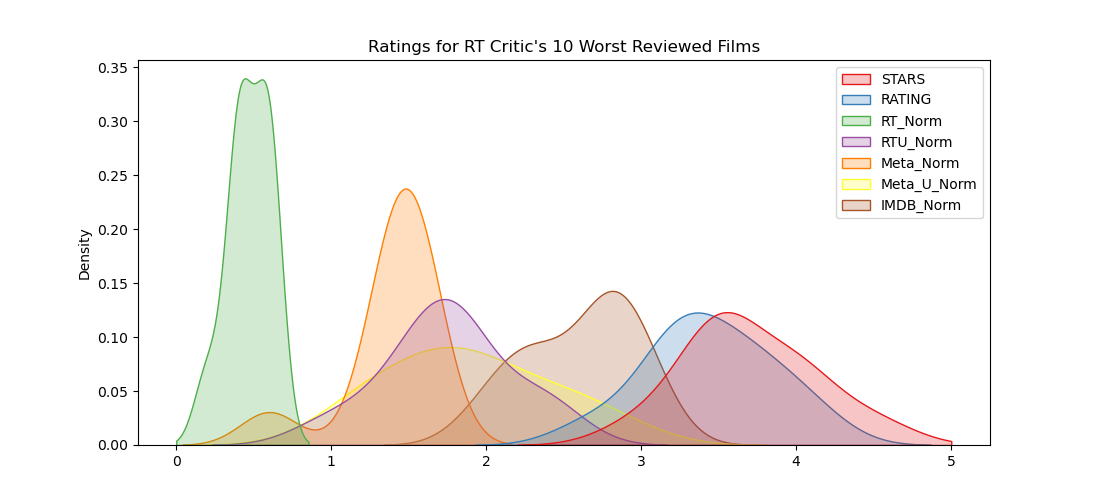 Ratings for RT Critic's 10 Worst Reviewed Films
0.35
0.30
0.25
0.20
0.15
0.10
0.05
0.00
Density
0 1 2 3 4 5
STARS
RATING
RT_Norm
RTU_Norm
Meta_Norm
Meta_U_Norm
IMDB_Norm